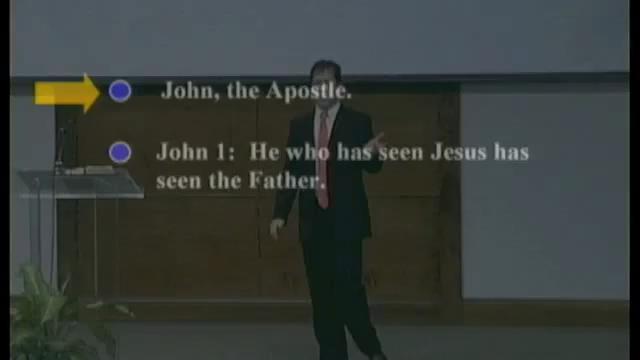 John, the Apostle.
John 1: He who has seen Jesus has
seen the Father.